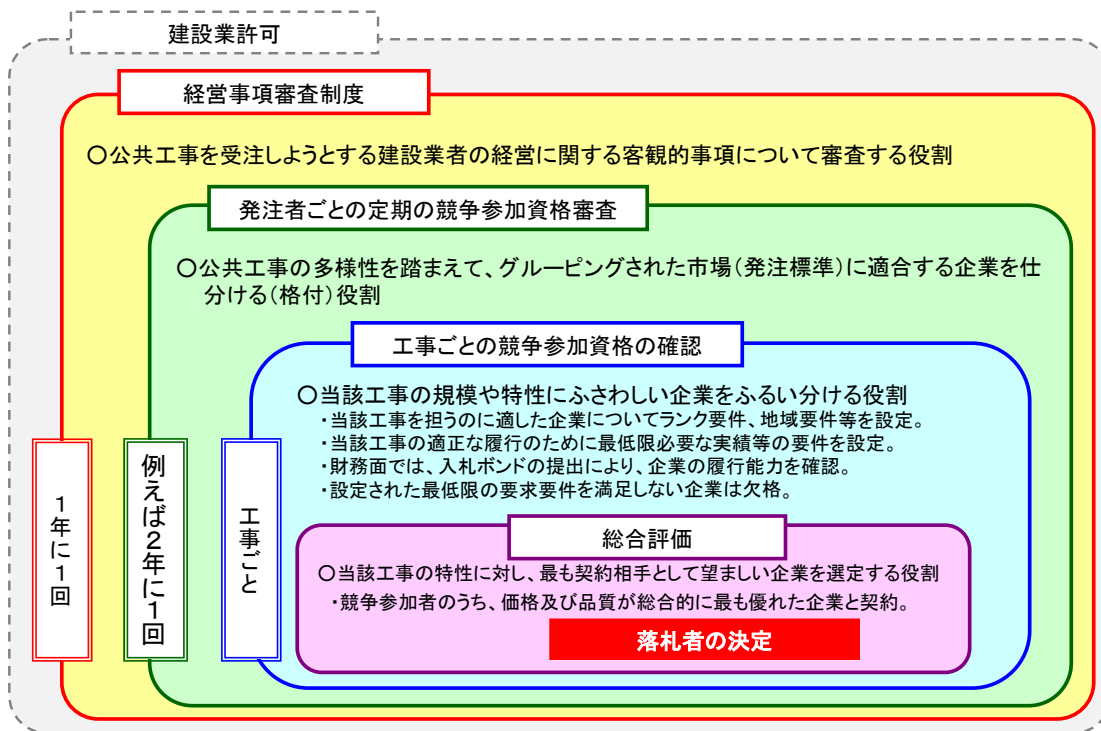 建設業許可
経営事項審査制度
○公共工事を受注しようとする建設業者の経営に関する客観的事項について審査する役割
発注者ごとの定期の競争参加資格審査
○公共工事の多様性を踏まえて、グルーピングされた市場(発注標準)に適合する企業を仕
分ける(格付)役割
工事ごとの競争参加資格の確認
○当該工事の規模や特性にふさわしい企業をふるい分ける役割
・当該工事を担うのに適した企業についてランク要件、地域要件等を設定。
・当該工事の適正な履行のために最低限必要な実績等の要件を設定。
・財務面では、入札ボンドの提出により、企業の履行能力を確認。
・設定された最低限の要求要件を満足しない企業は欠格。
1年に1回
例えば2年に1回
工事ごと
総合評価
○当該工事の特性に対し、最も契約相手として望ましい企業を選定する役割
・競争参加者のうち、価格及び品質が総合的に最も優れた企業と契約。
落札者の決定